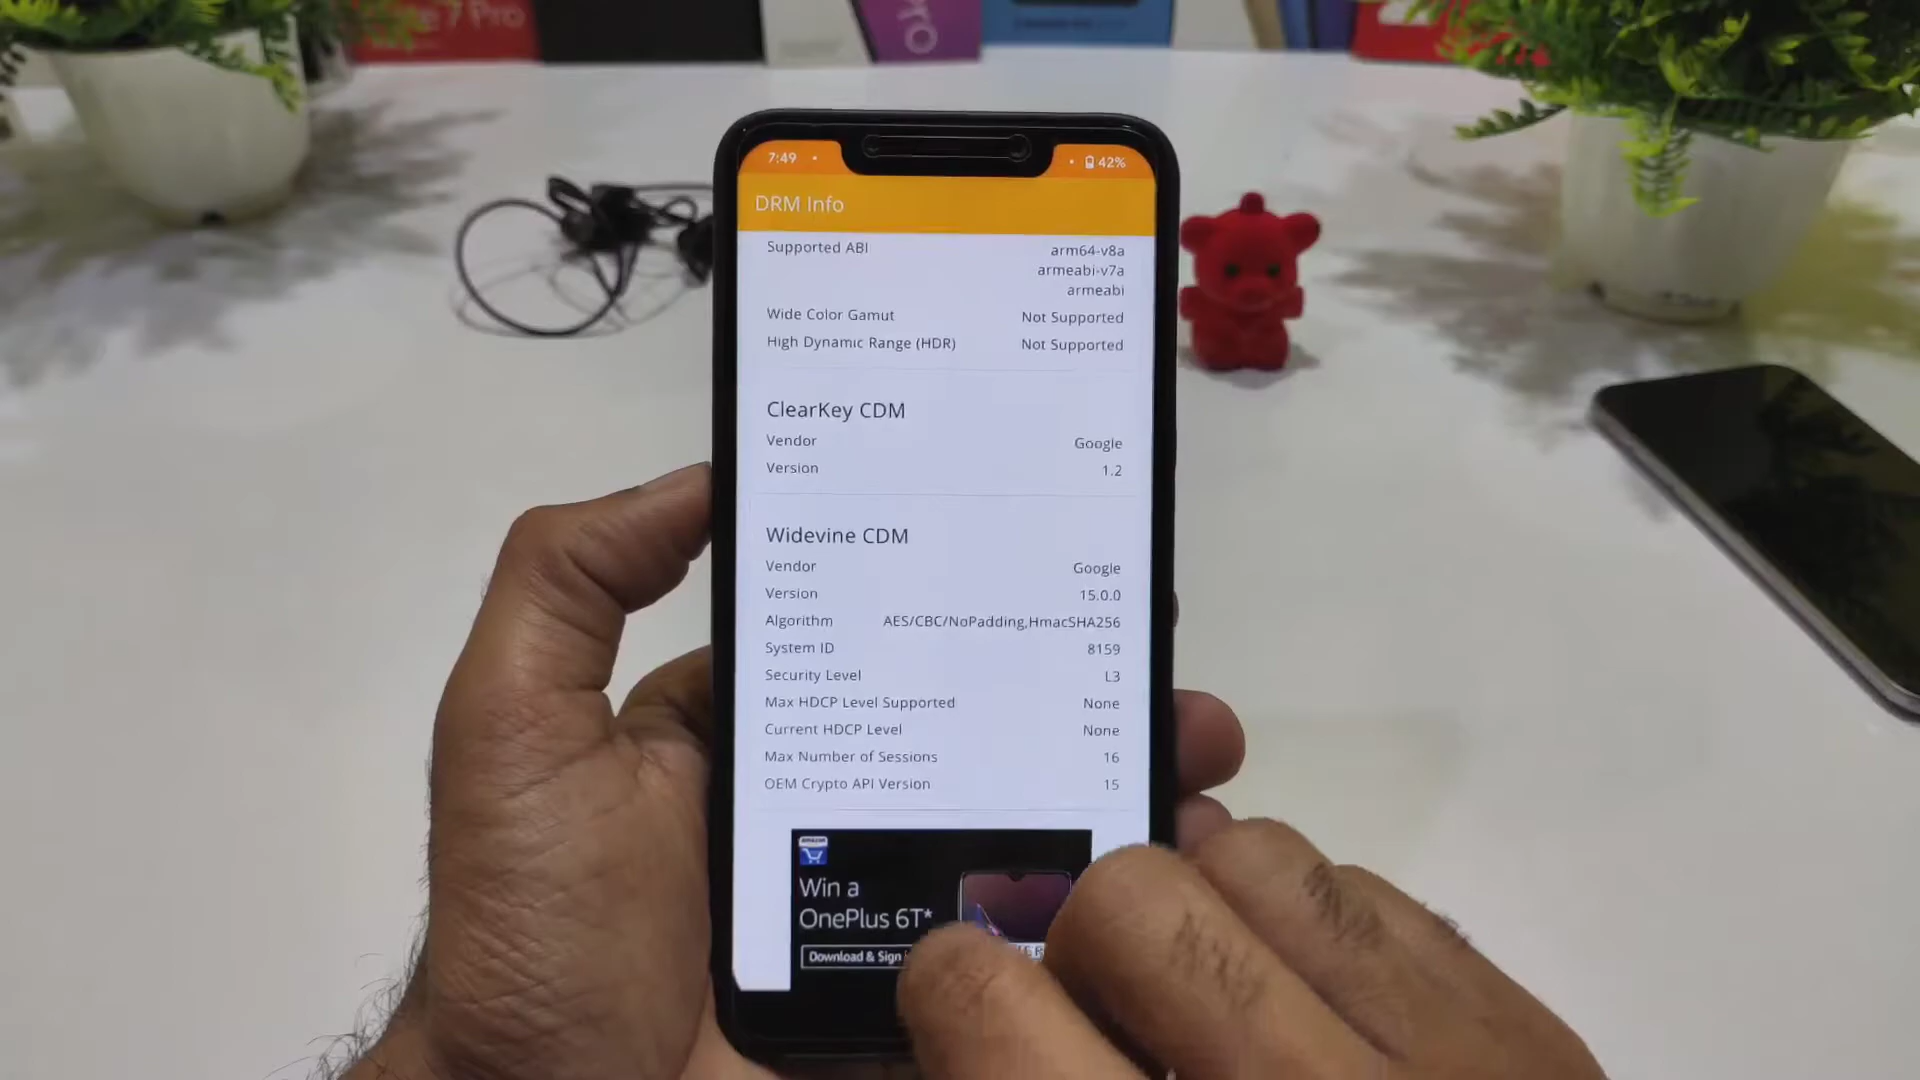 7 Pro
7:49
42%
DRM Info
Supported ABI arm64-v8a
armeabi-v7a
armeabi
Wide Color Gamut Not Supported
High Dynamic Range (HDR) Not Supported
ClearKey CDM
Vendor Google
Version 1.2
Widevine CDM
Vendor Google
Version 15.0.0
Algorithm AES/CBC/NoPadding,HmacSHA256
System ID 8159
Security Level L3
Max HDCP Level Supported None
Current HDCP Level None
Max Number of Sessions 16
OEM Crypto API Version 15
amazon
Win a
OnePlus 6T*
Download & Sign